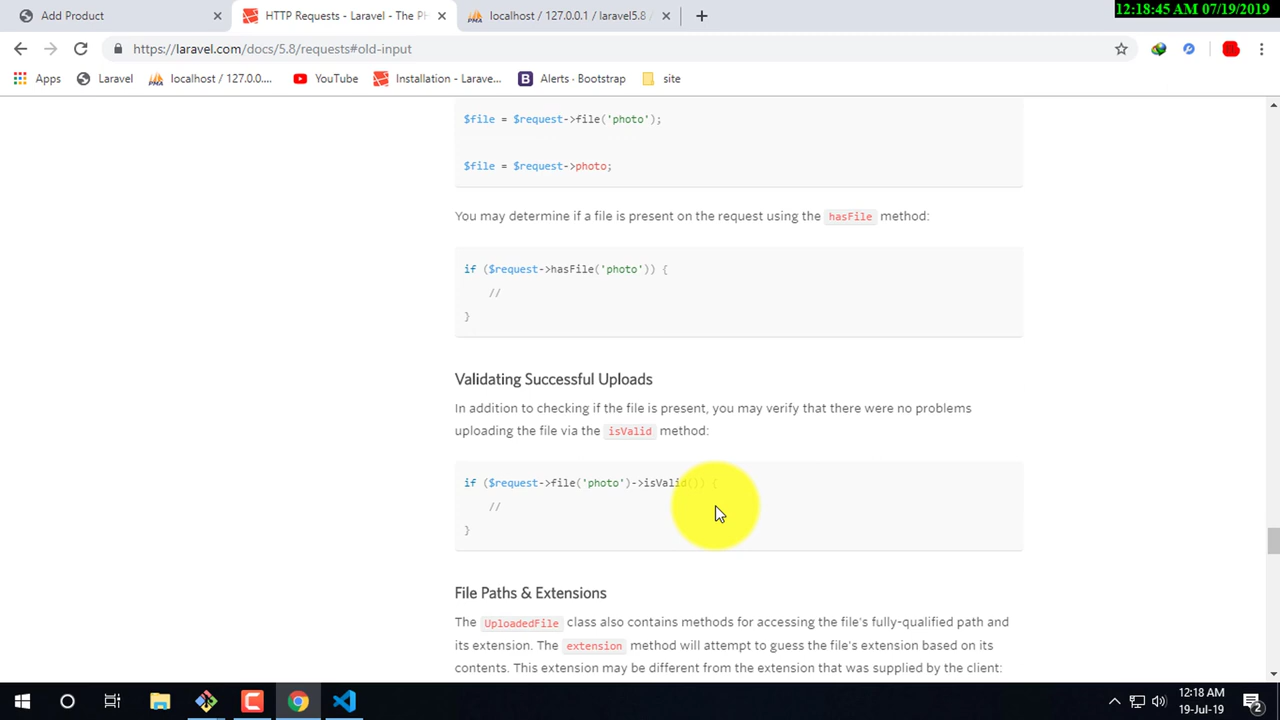 12:18:45 AM 07/19/2019
Add Product
HTTP Requests - Laravel - The PH
localhost / 127.0.0.1 / laravel5.8
https://laravel.com/docs/5.8/requests#old-input
Apps
Laravel
localhost / 127.0.0....
YouTube
Installation - Larave...
Alerts · Bootstrap
site
$file = $request->file('photo');
$file = $request->photo;
You may determine if a file is present on the request using the hasFile method:
if ($request->hasFile('photo')) {
//
}
Validating Successful Uploads
In addition to checking if the file is present, you may verify that there were no problems
uploading the file via the isValid method:
if ($request->file('photo')->isValid()) {
//
}
File Paths & Extensions
The UploadedFile class also contains methods for accessing the file's fully-qualified path and
its extension. The extension method will attempt to guess the file's extension based on its
contents. This extension may be different from the extension that was supplied by the client:
12:18 AM
19-Jul-19
2